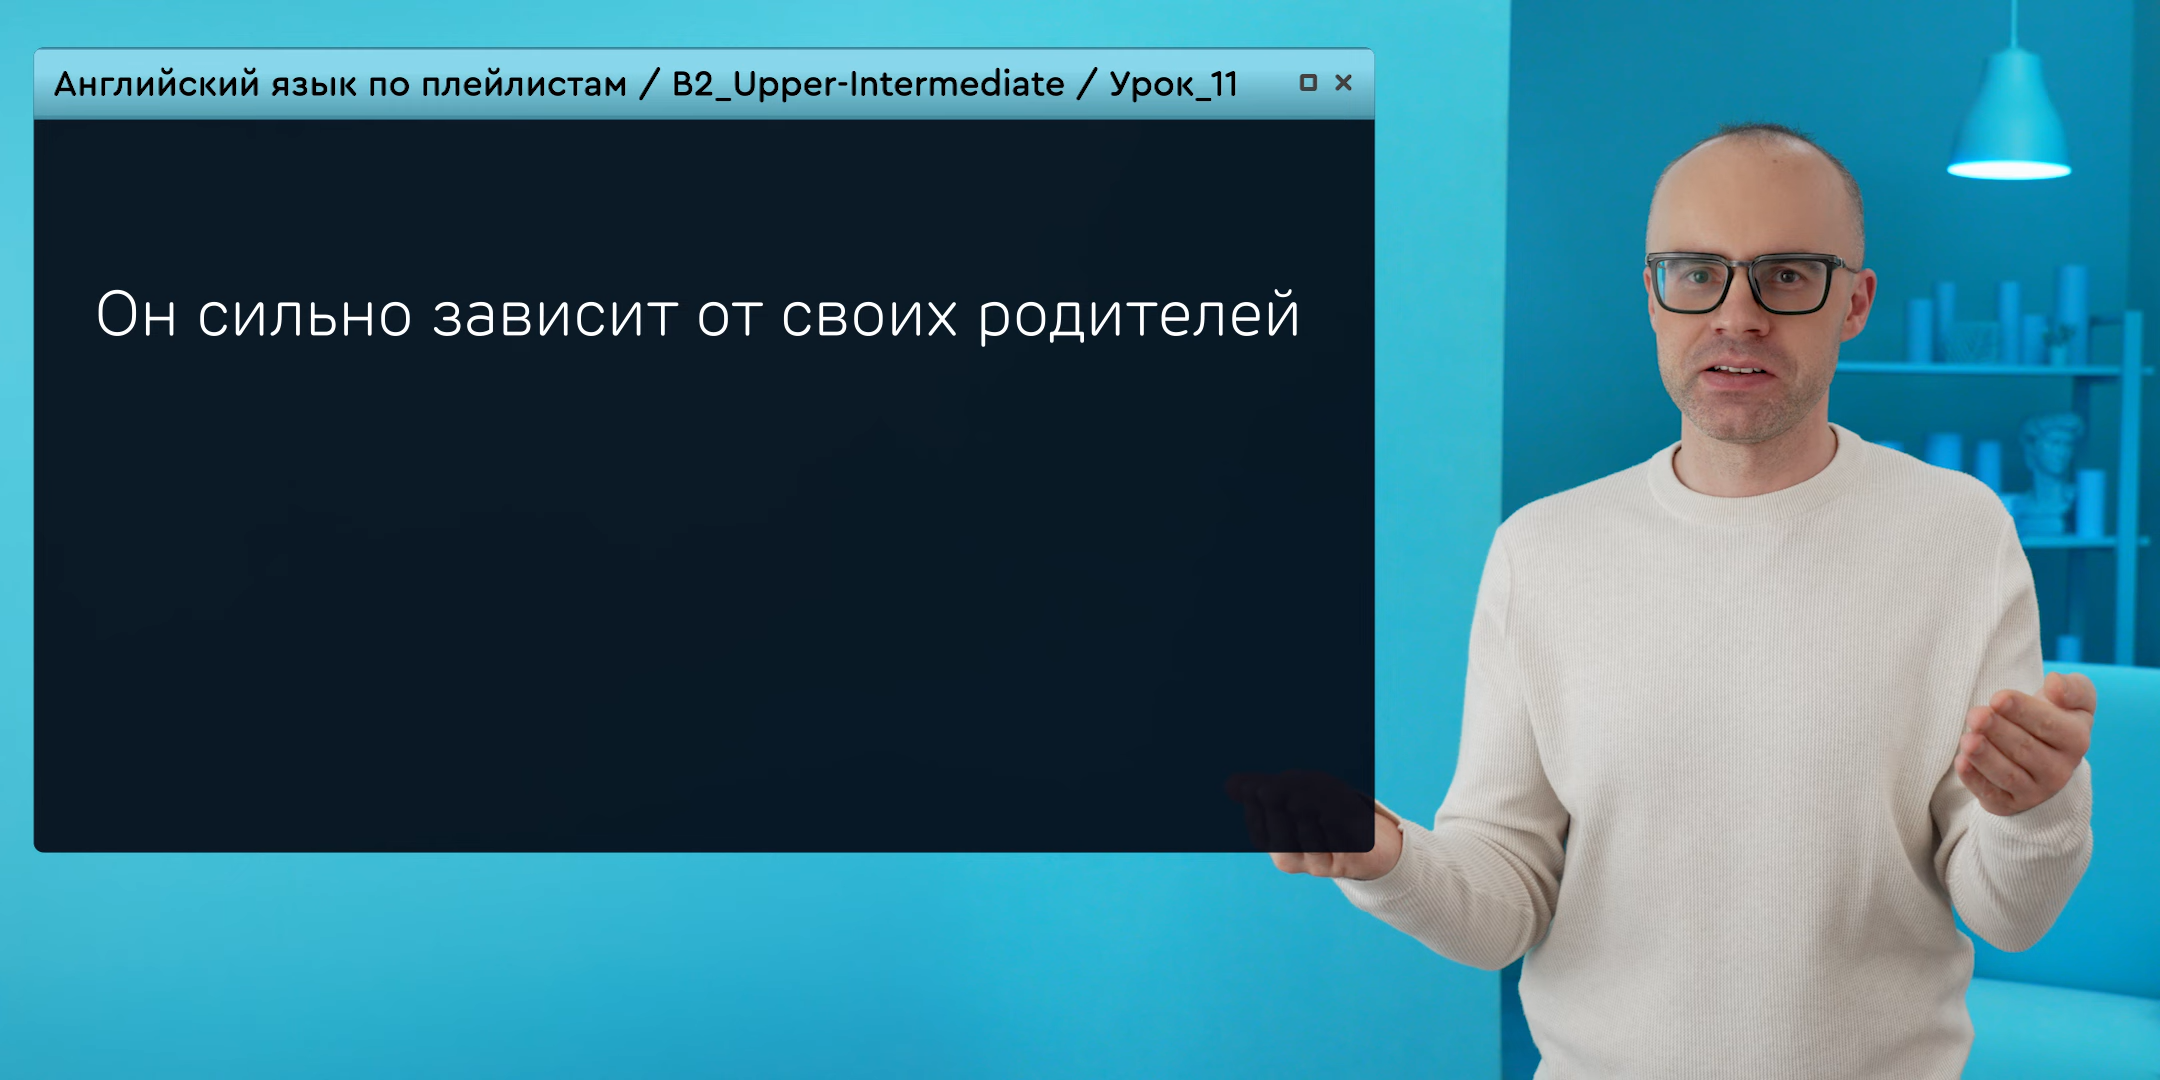 Английский язык по плейлистам / B2_Upper-Intermediate / Урок_11
Он сильно зависит от своих родителей